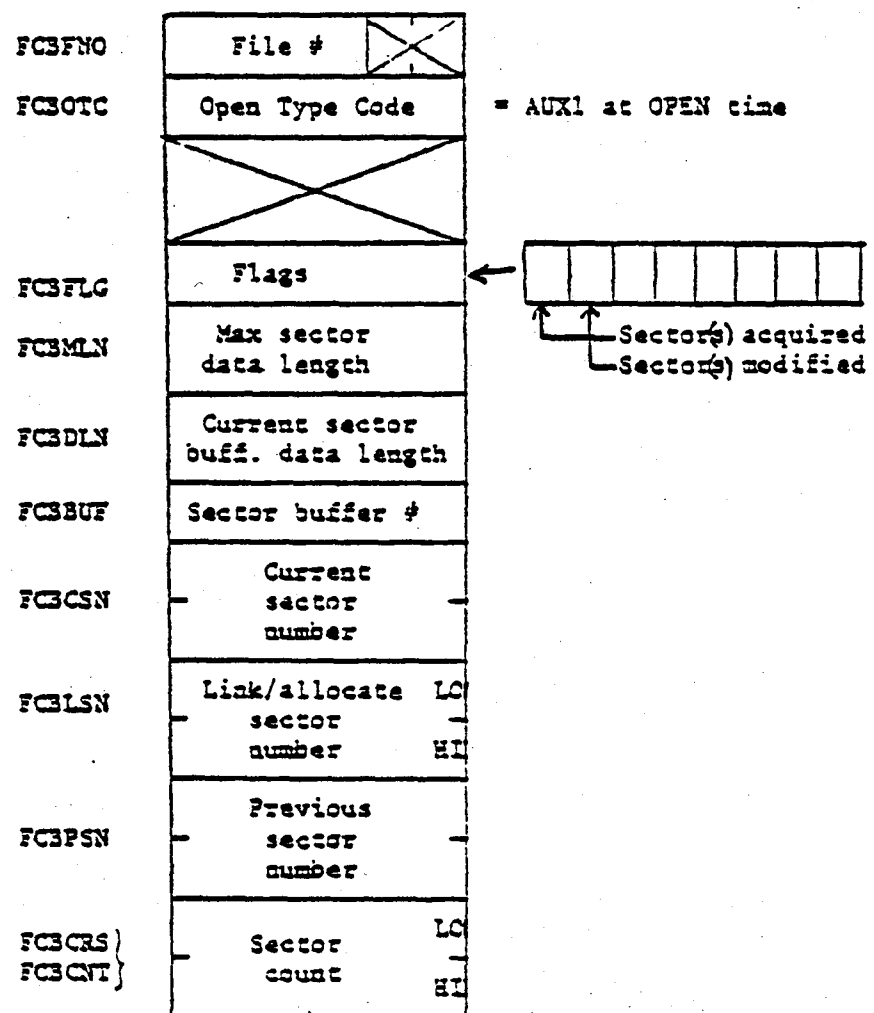 FCBFNO File #
FCBOTC Open Type Code = AUX1 at OPEN time
FCBFLG Flags
Sector(s) acquired
Sector(s) modified
FCBMLN Max sector
data length
FCBDLN Current sector
buff. data length
FCBBUF Sector buffer #
FCBCSN Current
sector
number
FCBLSN Link/allocate LO
sector
number HI
FCBPSN Previous
sector
number
FCBCRS Sector LO
FCBCNT count HI